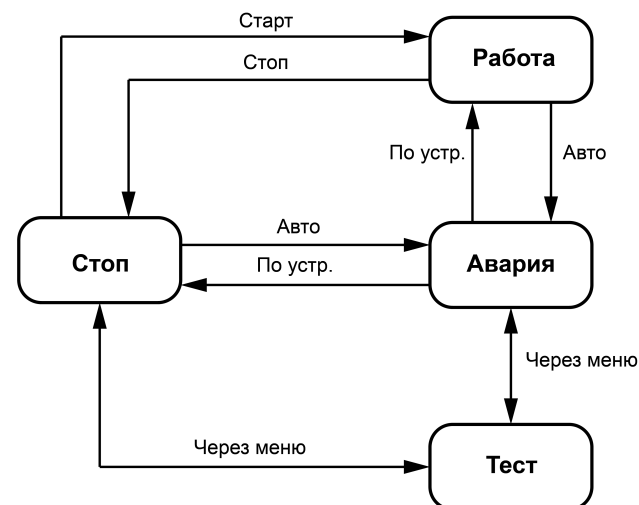 Старт
Работа
Стоп
По устр.
Авто
Авто
Стоп
По устр.
Авария
Через меню
Через меню
Тест